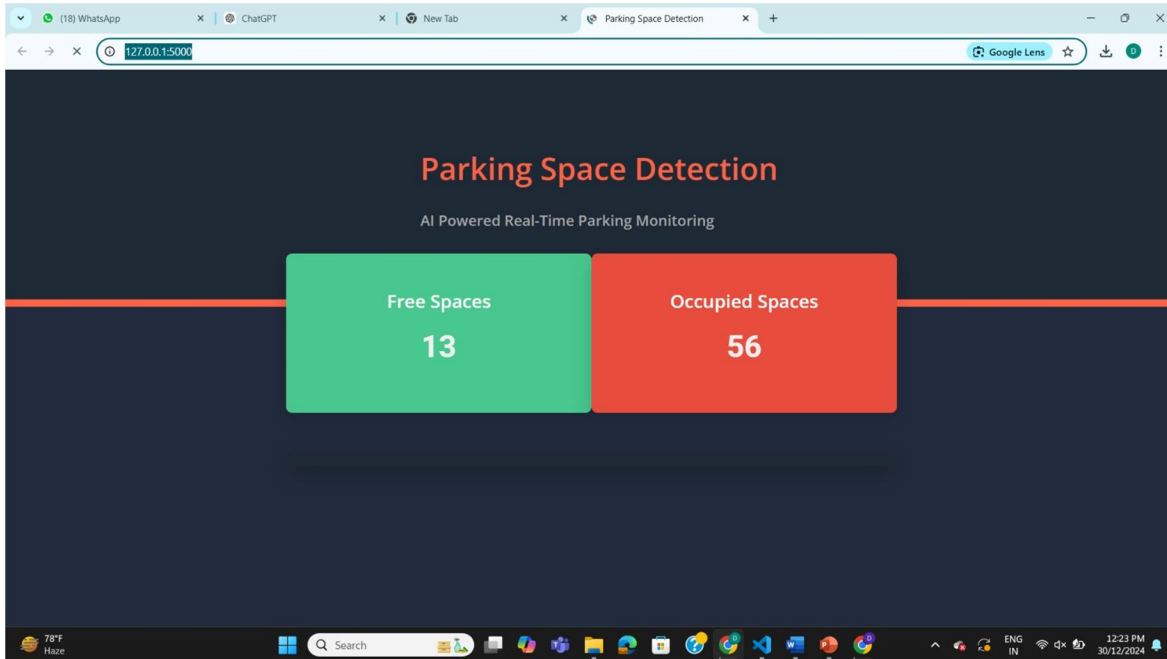 (18) WhatsApp
ChatGPT
New Tab
Parking Space Detection
127.0.0.1:5000
Google Lens
D
Parking Space Detection
AI Powered Real-Time Parking Monitoring
Free Spaces
13
Occupied Spaces
56
78°F
Haze
Search
ENG
IN
12:23 PM
30/12/2024